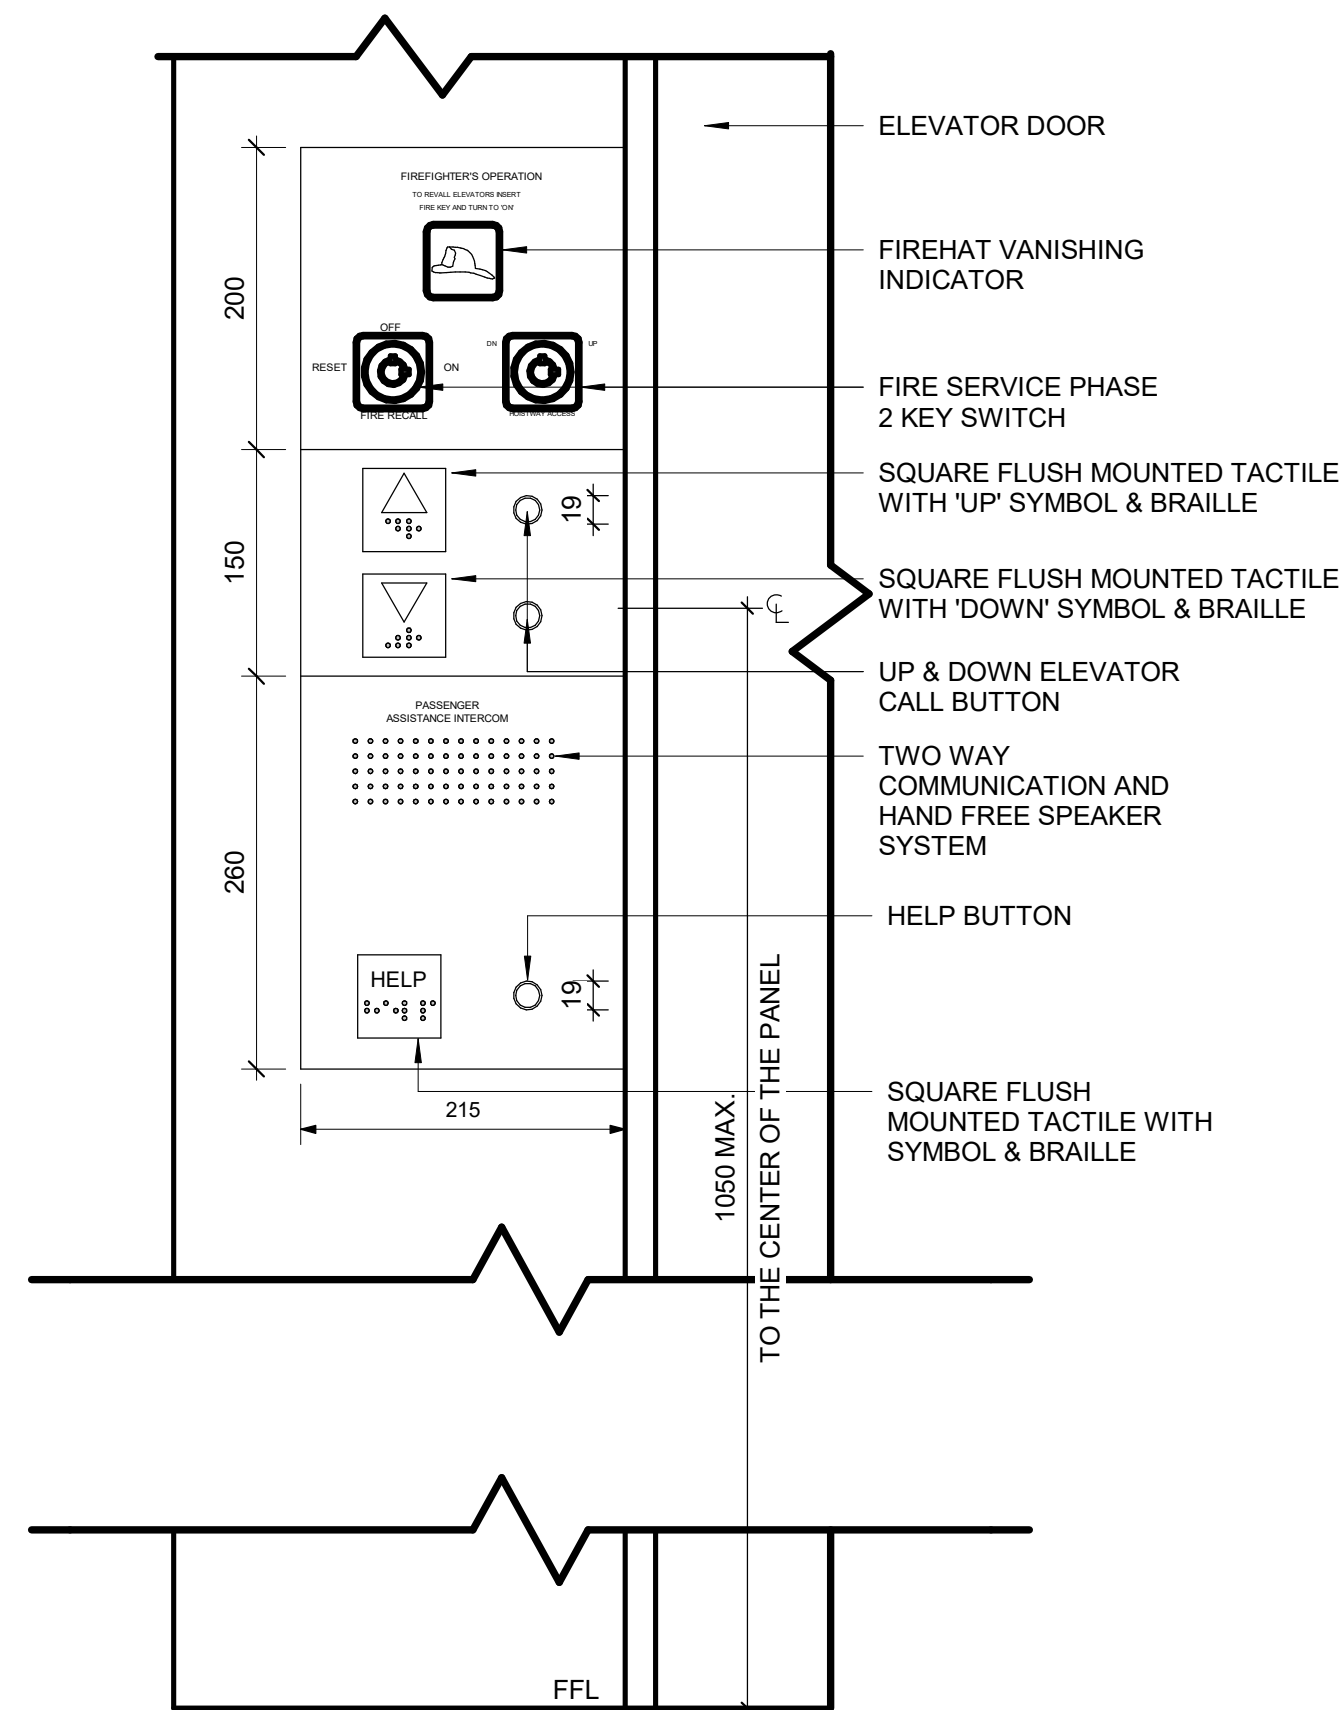 ELEVATOR DOOR
FIREFIGHTER'S OPERATION
TO REVALL ELEVATORS INSERT
FIRE KEY AND TURN TO 'ON'
FIREHAT VANISHING
INDICATOR
200
OFF
RESET
ON
FIRE RECALL
DN
UP
HOISTWAY ACCESS
FIRE SERVICE PHASE
2 KEY SWITCH
SQUARE FLUSH MOUNTED TACTILE
WITH 'UP' SYMBOL & BRAILLE
19
150
SQUARE FLUSH MOUNTED TACTILE
WITH 'DOWN' SYMBOL & BRAILLE
CL
UP & DOWN ELEVATOR
CALL BUTTON
PASSENGER
ASSISTANCE INTERCOM
TWO WAY
COMMUNICATION AND
HAND FREE SPEAKER
SYSTEM
260
HELP BUTTON
HELP
19
SQUARE FLUSH
MOUNTED TACTILE WITH
SYMBOL & BRAILLE
215
1050 MAX.
TO THE CENTER OF THE PANEL
FFL